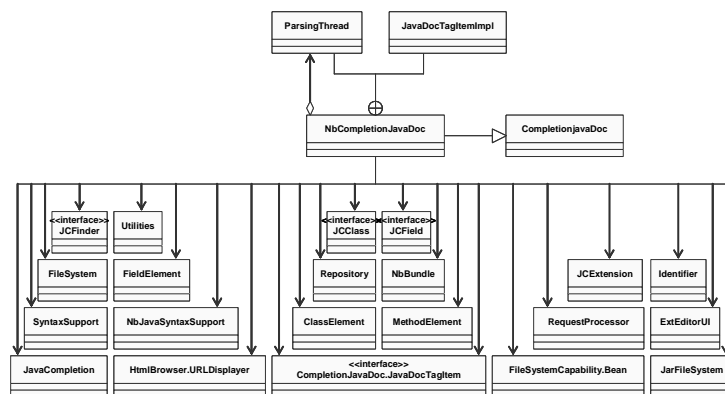 ParsingThread
JavaDocTagItemImpl
NbCompletionJavaDoc
CompletionjavaDoc
<<interface>>
JCFinder
Utilities
<<interface>>
JCClass
<<interface>>
JCField
FileSystem
FieldElement
Repository
NbBundle
JCExtension
Identifier
SyntaxSupport
NbJavaSyntaxSupport
ClassElement
MethodElement
RequestProcessor
ExtEditorUI
JavaCompletion
HtmlBrowser.URLDisplayer
<<interface>>
CompletionJavaDoc.JavaDocTagItem
FileSystemCapability.Bean
JarFileSystem